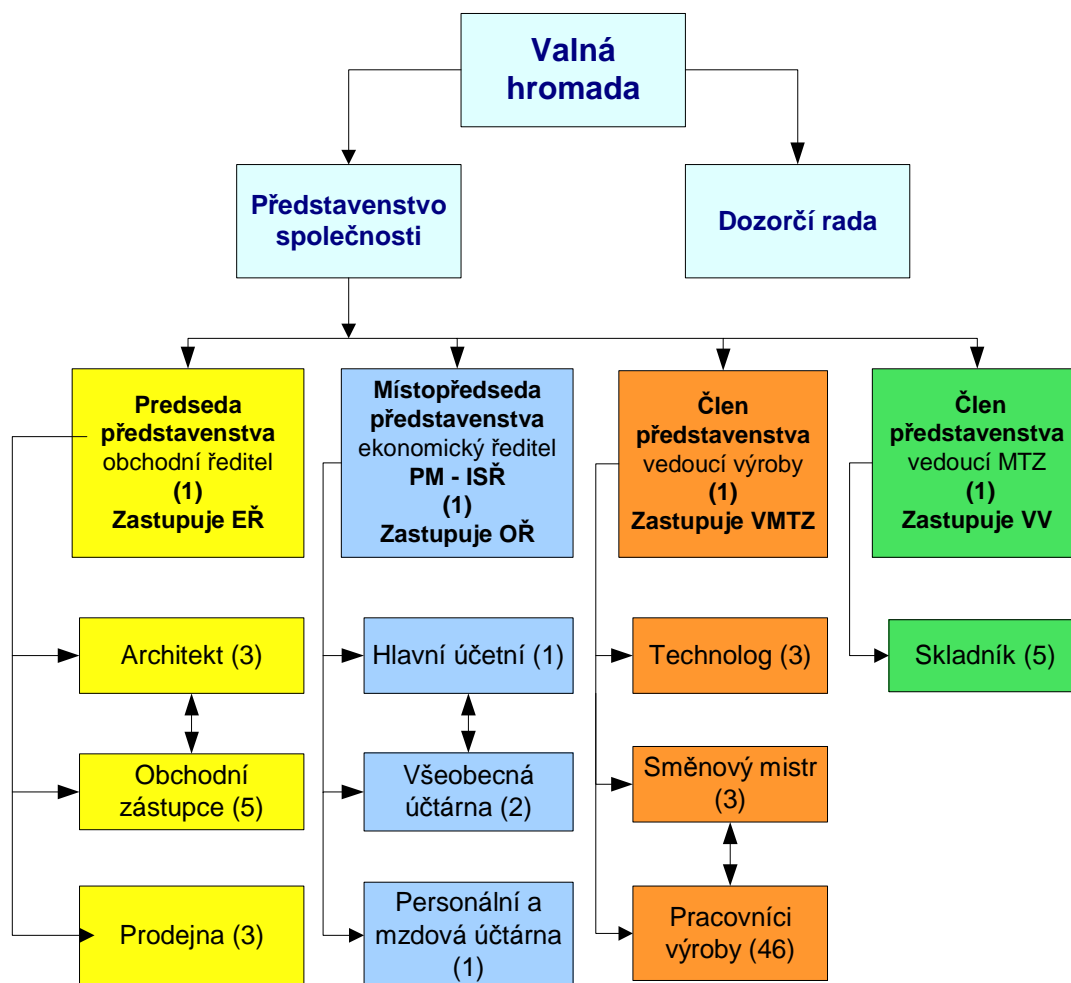 Valná
hromada
Představenstvo
společnosti
Dozorčí rada
Predseda
představenstva
obchodní ředitel
(1)
Zastupuje EŘ
Místopředseda
představenstva
ekonomický ředitel
PM - ISŘ
(1)
Zastupuje OŘ
Člen
představenstva
vedoucí výroby
(1)
Zastupuje VMTZ
Člen
představenstva
vedoucí MTZ
(1)
Zastupuje VV
Architekt (3)
Hlavní účetní (1)
Technolog (3)
Skladník (5)
Obchodní
zástupce (5)
Všeobecná
účtárna (2)
Směnový mistr
(3)
Prodejna (3)
Personální a
mzdová účtárna
(1)
Pracovníci
výroby (46)